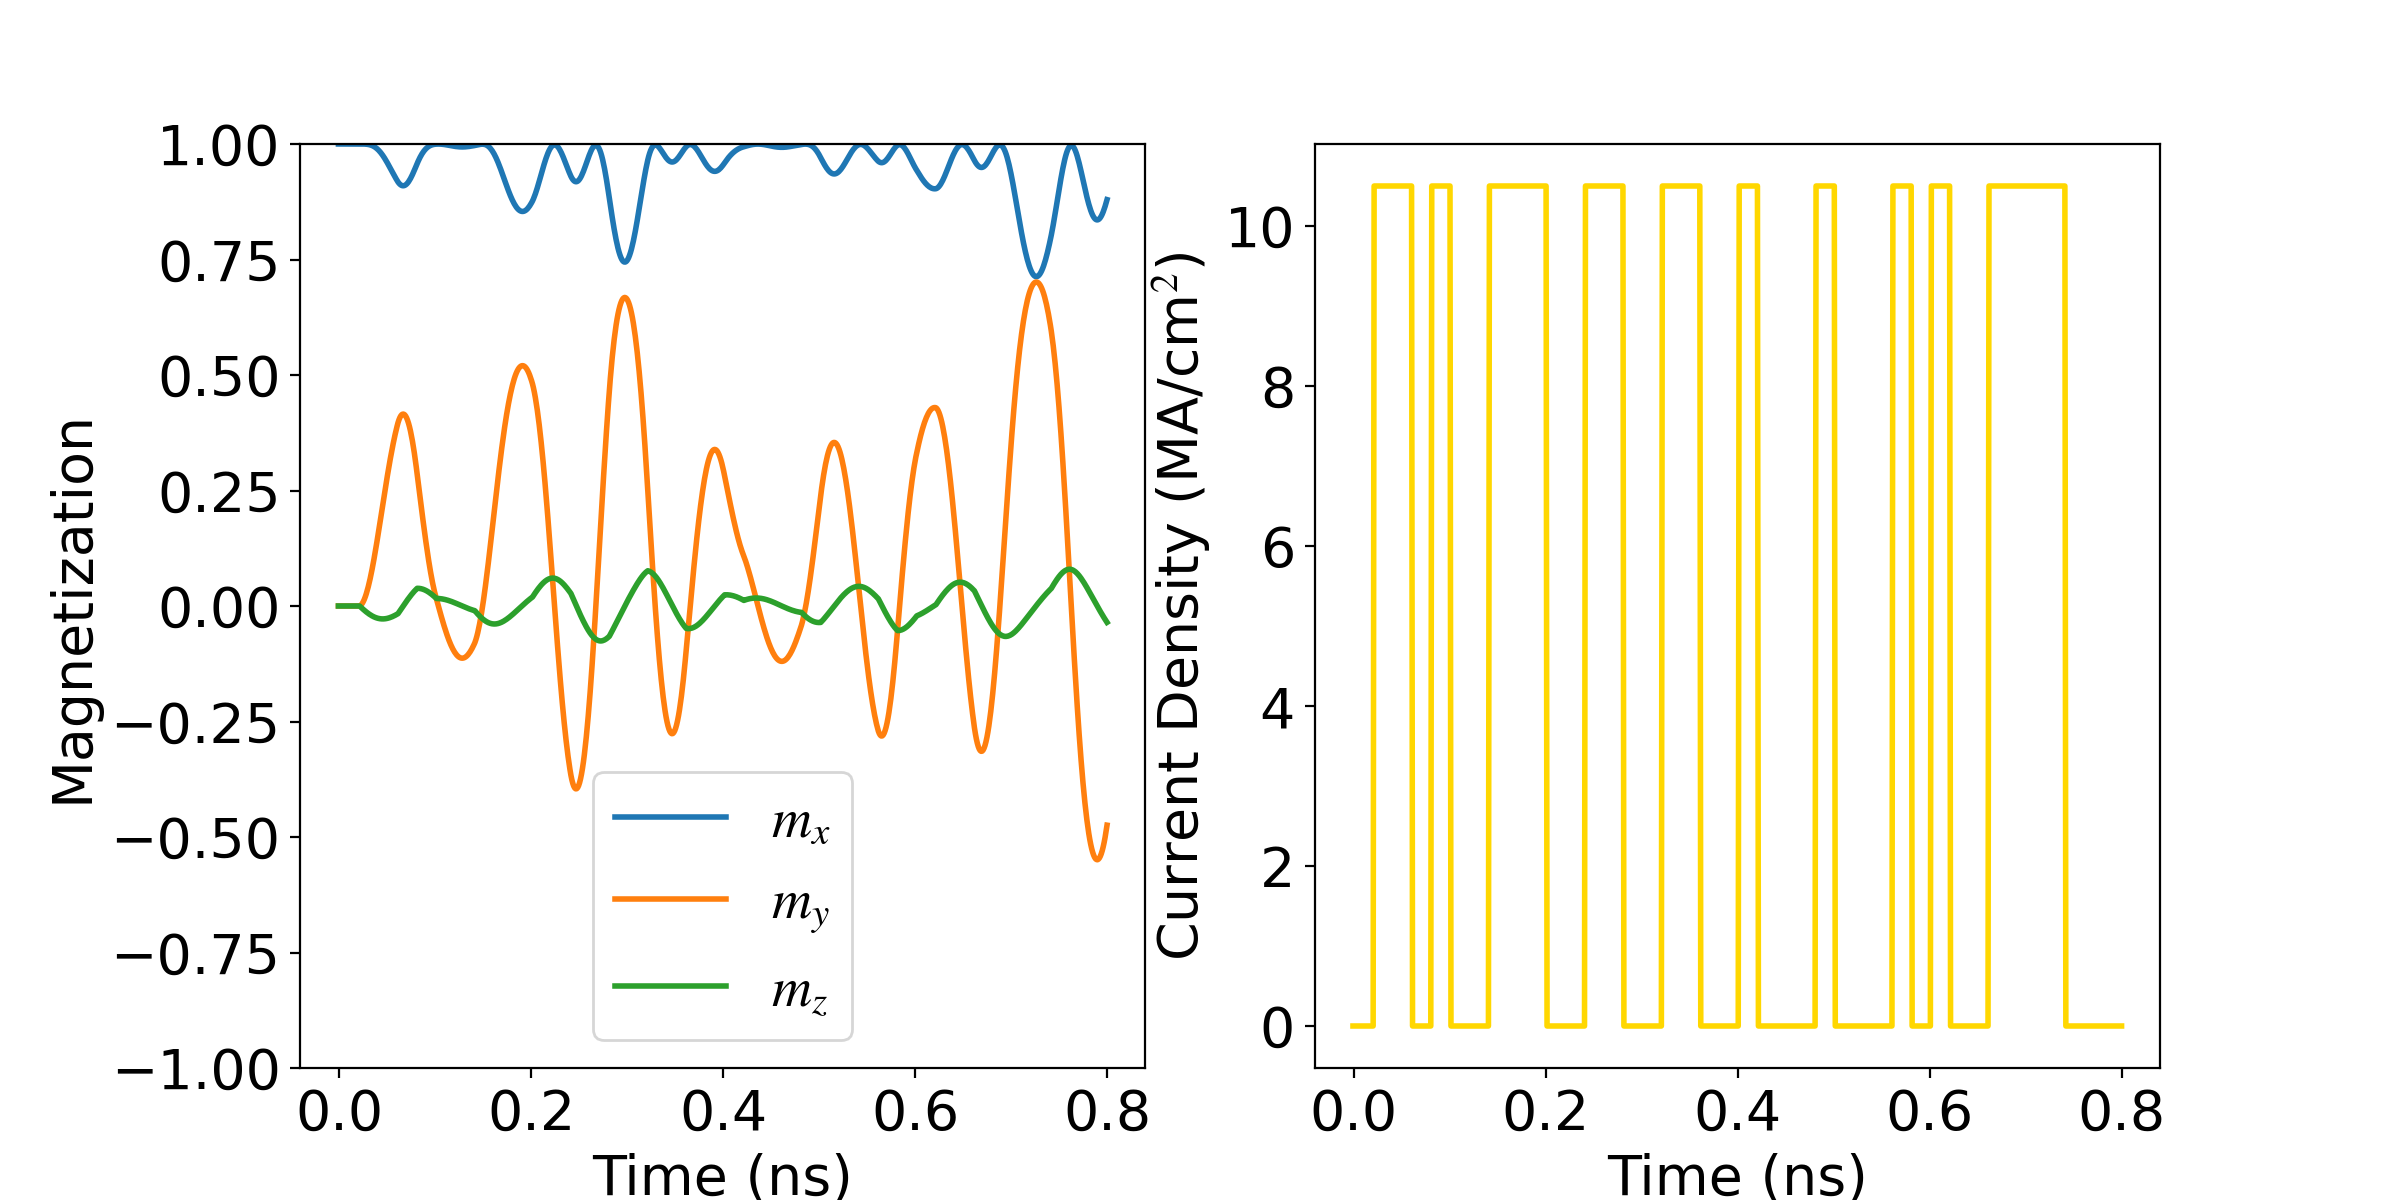 1.00
0.75
0.50
0.25
0.00
−0.25
−0.50
−0.75
−1.00
Magnetization
0.0 0.2 0.4 0.6 0.8
Time (ns)
m_x
m_y
m_z
10
8
6
4
2
0
Current Density (MA/cm²)
0.0 0.2 0.4 0.6 0.8
Time (ns)